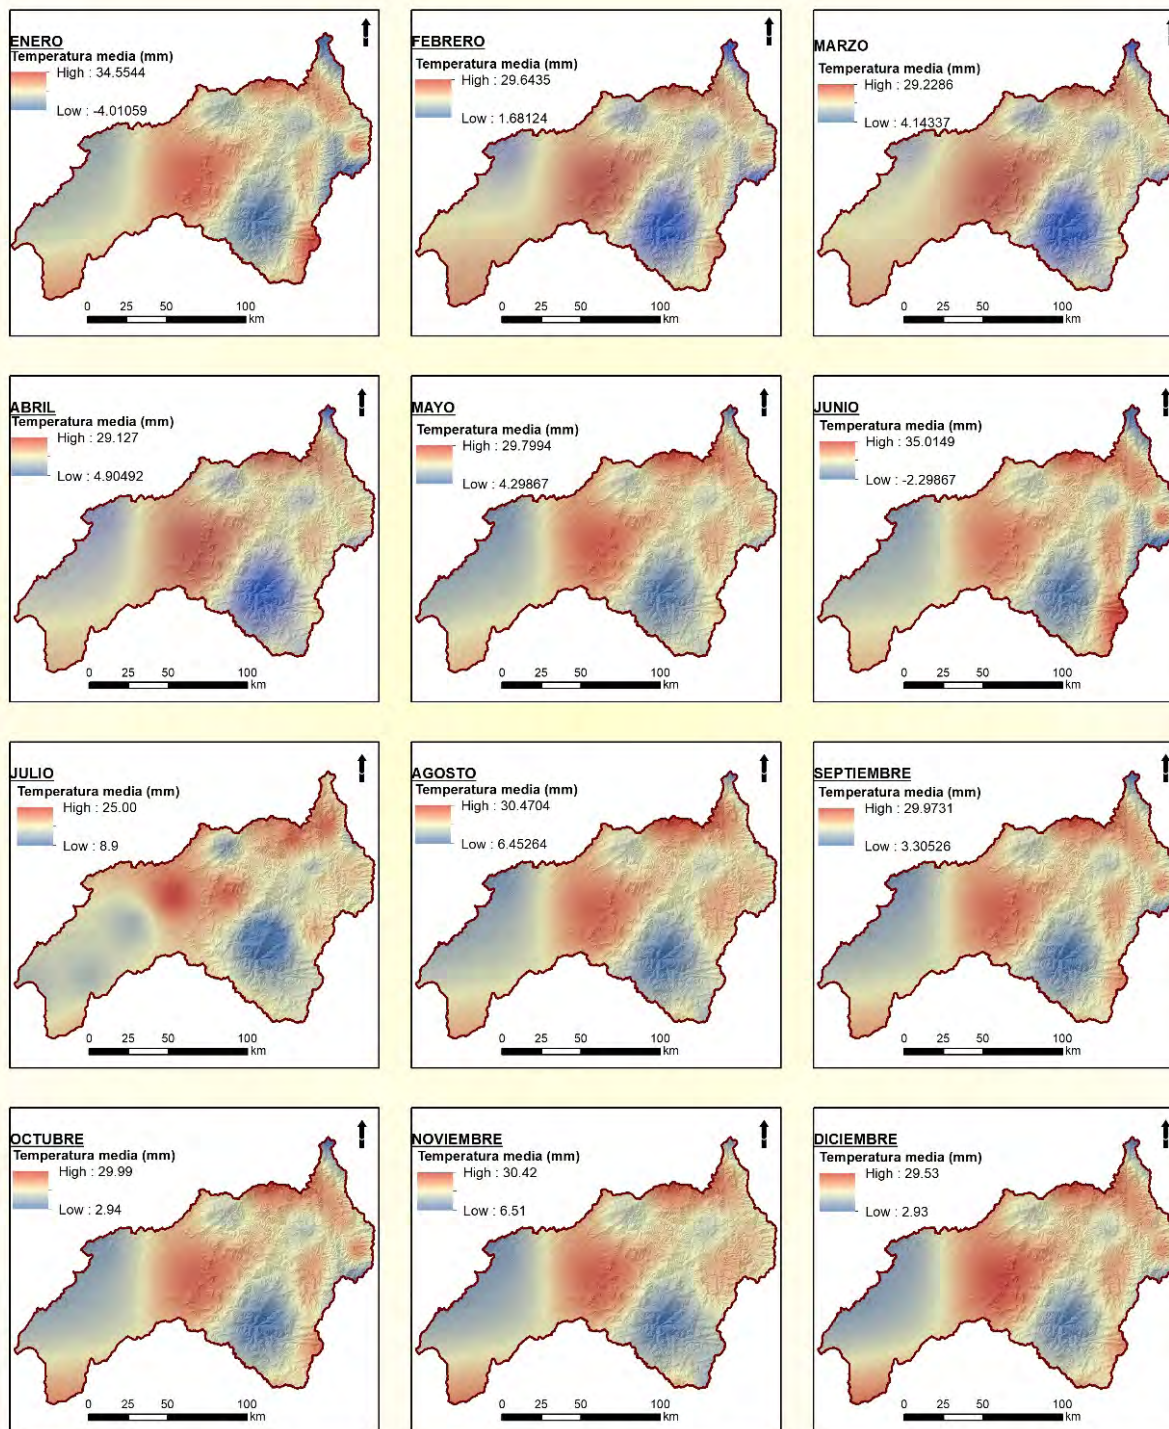 ENERO
Temperatura media (mm)
High : 34.5544
Low : -4.01059
0 25 50 100
km
FEBRERO
Temperatura media (mm)
High : 29.6435
Low : 1.68124
0 25 50 100
km
MARZO
Temperatura media (mm)
High : 29.2286
Low : 4.14337
0 25 50 100
km
ABRIL
Temperatura media (mm)
High : 29.127
Low : 4.90492
0 25 50 100
km
MAYO
Temperatura media (mm)
High : 29.7994
Low : 4.29867
0 25 50 100
km
JUNIO
Temperatura media (mm)
High : 35.0149
Low : -2.29867
0 25 50 100
km
JULIO
Temperatura media (mm)
High : 25.00
Low : 8.9
0 25 50 100
km
AGOSTO
Temperatura media (mm)
High : 30.4704
Low : 6.45264
0 25 50 100
km
SEPTIEMBRE
Temperatura media (mm)
High : 29.9731
Low : 3.30526
0 25 50 100
km
OCTUBRE
Temperatura media (mm)
High : 29.99
Low : 2.94
0 25 50 100
km
NOVIEMBRE
Temperatura media (mm)
High : 30.42
Low : 6.51
0 25 50 100
km
DICIEMBRE
Temperatura media (mm)
High : 29.53
Low : 2.93
0 25 50 100
km